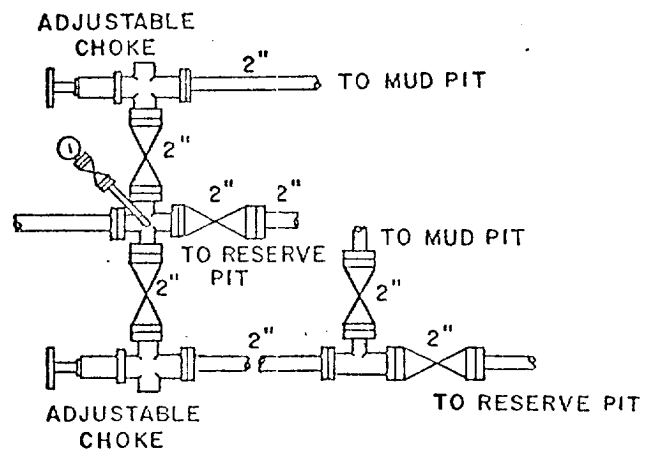 ADJUSTABLE
CHOKE
2"
TO MUD PIT
2"
2"
2"
TO RESERVE
PIT
TO MUD PIT
2"
2"
2"
2"
ADJUSTABLE
CHOKE
TO RESERVE PIT